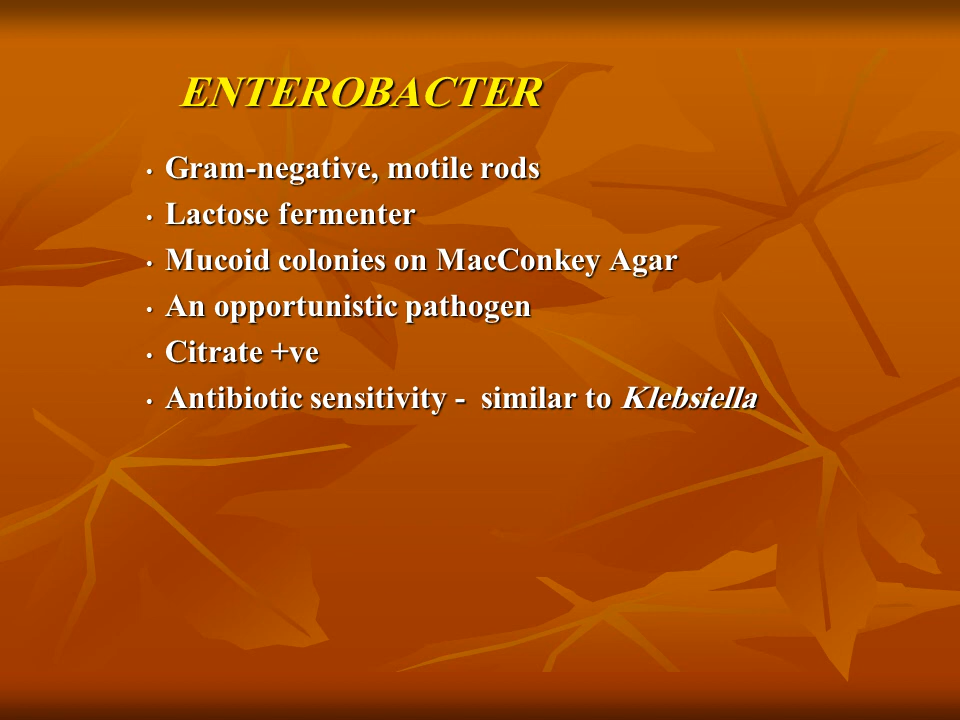 ENTEROBACTER
• Gram-negative, motile rods
• Lactose fermenter
• Mucoid colonies on MacConkey Agar
• An opportunistic pathogen
• Citrate +ve
• Antibiotic sensitivity - similar to Klebsiella